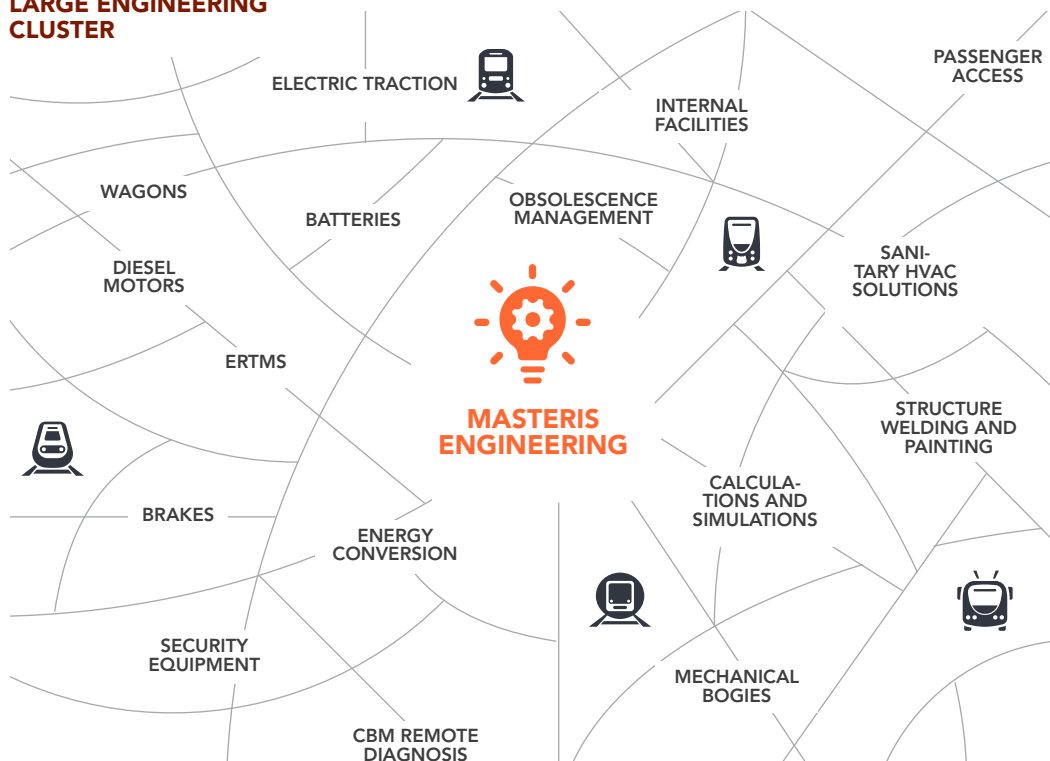 LARGE ENGINEERING
CLUSTER
PASSENGER
ACCESS
ELECTRIC TRACTION
INTERNAL
FACILITIES
WAGONS
BATTERIES
OBSOLESCENCE
MANAGEMENT
DIESEL
MOTORS
SANI-
TARY HVAC
SOLUTIONS
ERTMS
MASTERIS
ENGINEERING
STRUCTURE
WELDING AND
PAINTING
CALCULA-
TIONS AND
SIMULATIONS
BRAKES
ENERGY
CONVERSION
SECURITY
EQUIPMENT
MECHANICAL
BOGIES
CBM REMOTE
DIAGNOSIS